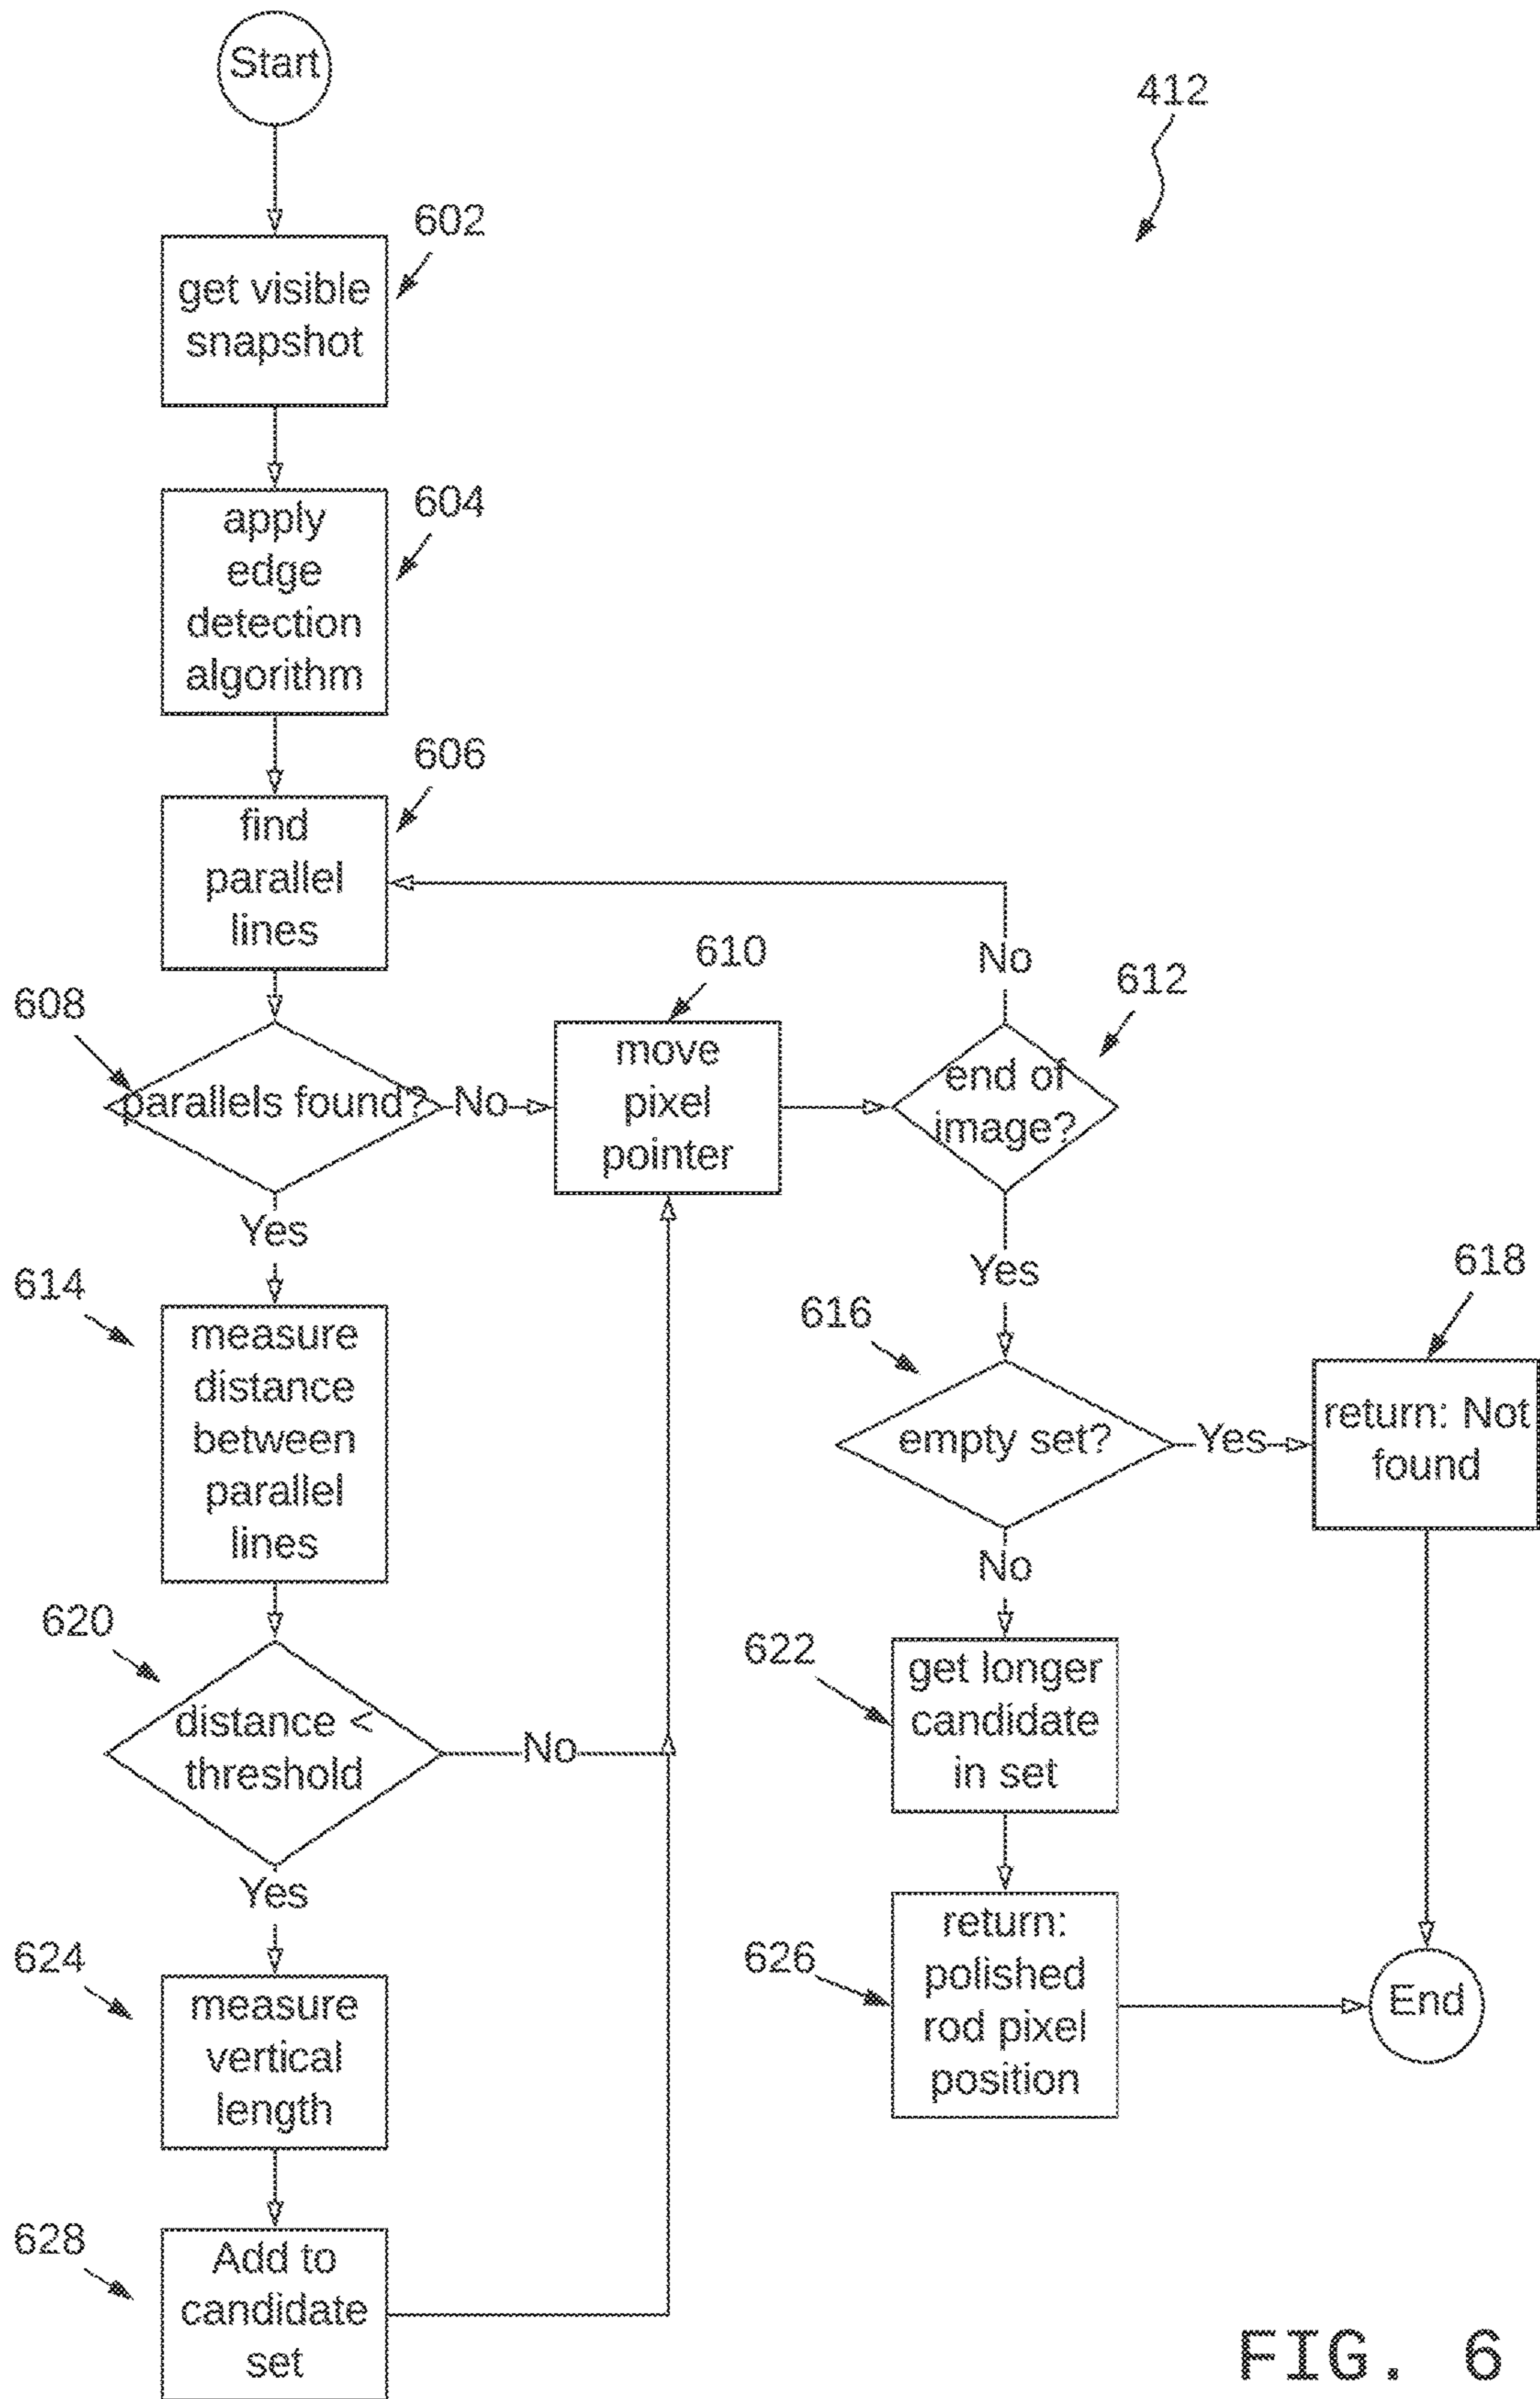 Start
412
602
get visible
snapshot
604
apply
edge
detection
algorithm
606
find
parallel
lines
608
parallels found?
No
610
move
pixel
pointer
No
612
end of
image?
Yes
614
measure
distance
between
parallel
lines
Yes
616
empty set?
Yes
618
return: Not
found
No
620
distance <
threshold
No
622
get longer
candidate
in set
Yes
624
measure
vertical
length
626
return:
polished
rod pixel
position
End
628
Add to
candidate
set
FIG. 6